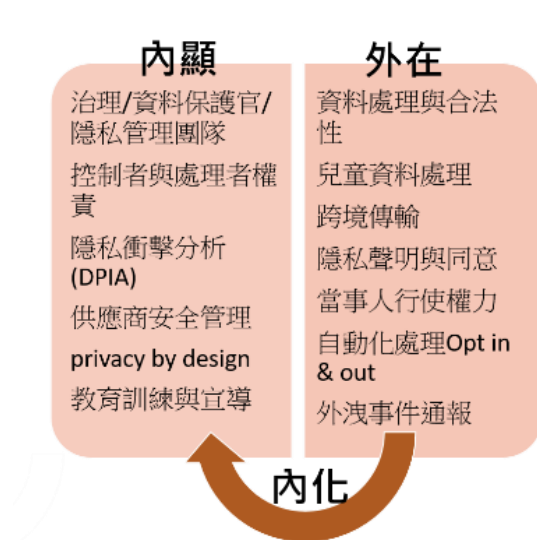 內顯
治理/資料保護官/
隱私管理團隊
控制者與處理者權
責
隱私衝擊分析
(DPIA)
供應商安全管理
privacy by design
教育訓練與宣導
外在
資料處理與合法
性
兒童資料處理
跨境傳輸
隱私聲明與同意
當事人行使權力
自動化處理Opt in
& out
外洩事件通報
內化